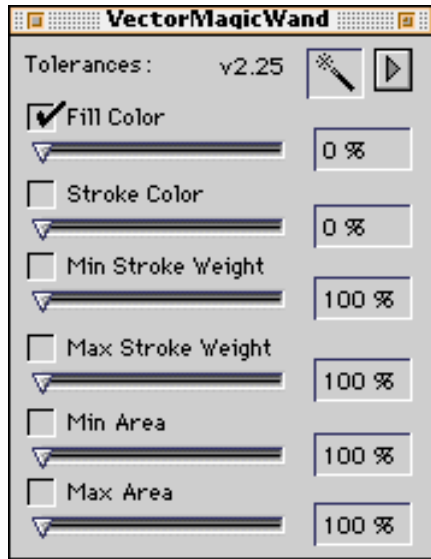 VectorMagicWand
Tolerances: v2.25
Fill Color
0 %
Stroke Color
0 %
Min Stroke Weight
100 %
Max Stroke Weight
100 %
Min Area
100 %
Max Area
100 %